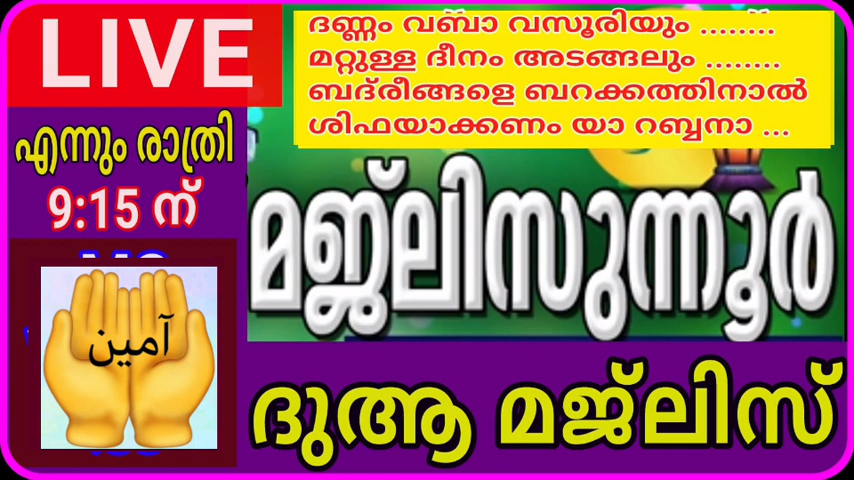 LIVE
ദണ്ണം വബാ വസൂരിയും ........
മറ്റുള്ള ദീനം അടങ്ങലും ........
ബദ്‌രീങ്ങളെ ബറക്കത്തിനാൽ
ശിഫയാക്കണം യാ റബ്ബനാ ...
എന്നും രാത്രി
9:15 ന്
മജ്ലിസുന്നൂർ
آمين
ദുആ മജ്‌ലിസ്